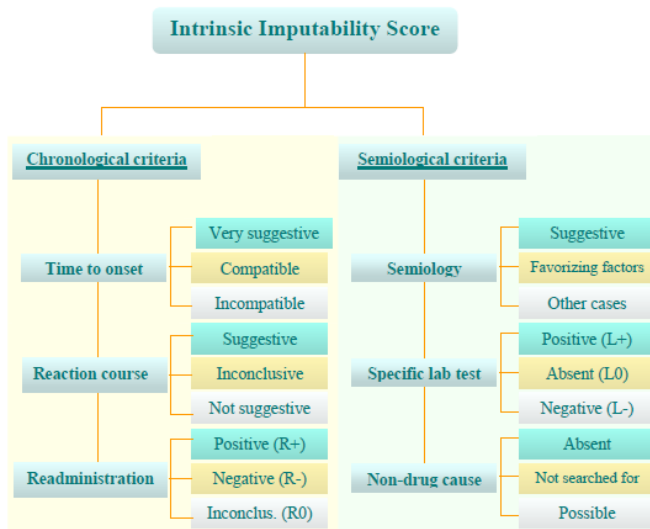 Intrinsic Imputability Score
Chronological criteria
Time to onset
Very suggestive
Compatible
Incompatible
Reaction course
Suggestive
Inconclusive
Not suggestive
Readministration
Positive (R+)
Negative (R-)
Inconclus. (R0)
Semiological criteria
Semiology
Suggestive
Favorizing factors
Other cases
Specific lab test
Positive (L+)
Absent (L0)
Negative (L-)
Non-drug cause
Absent
Not searched for
Possible